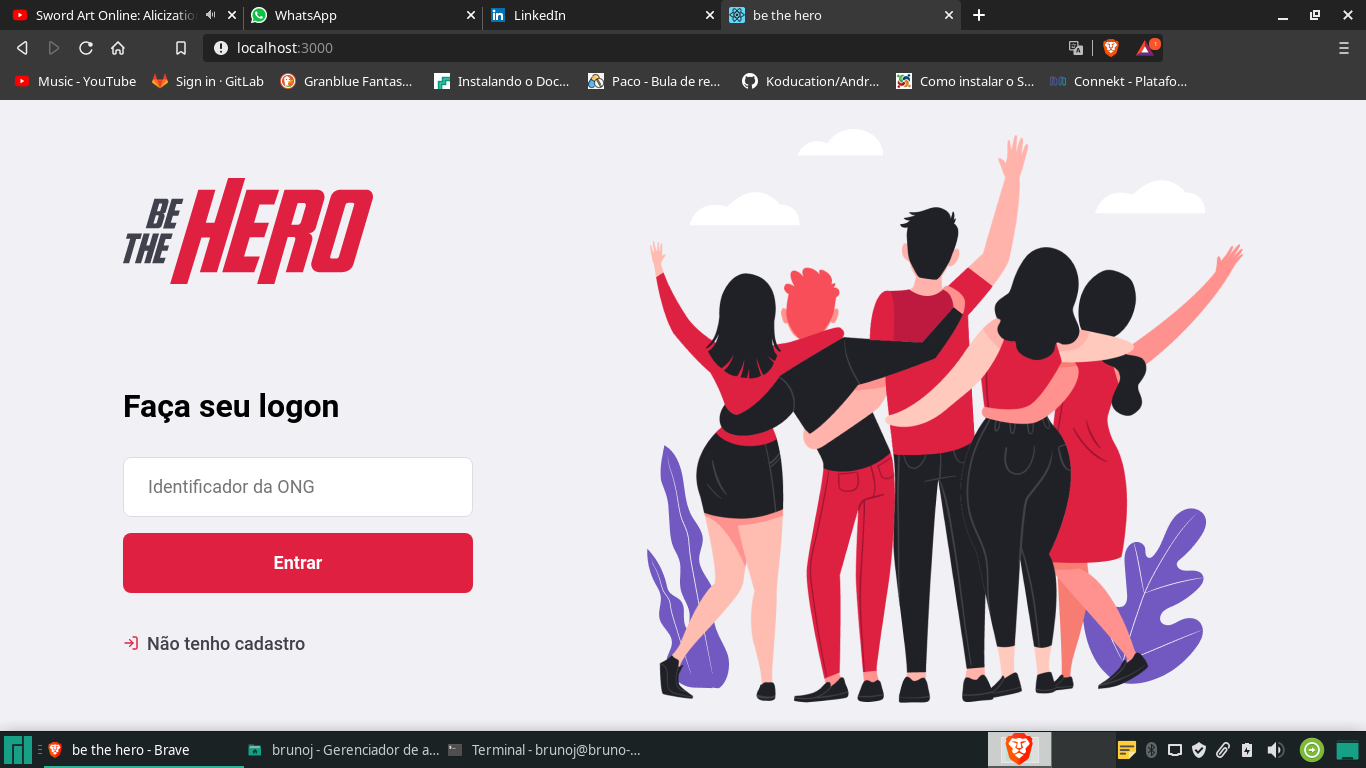 Sword Art Online: Alicizatio
WhatsApp
LinkedIn
be the hero
localhost:3000
1
Music - YouTube
Sign in · GitLab
Granblue Fantas...
Instalando o Doc...
Paco - Bula de re...
Koducation/Andr...
Como instalar o S...
Connekt - Platafo...
BE
THE
HERO
Faça seu logon
Identificador da ONG
Entrar
Não tenho cadastro
be the hero - Brave
brunoj - Gerenciador de a...
Terminal - brunoj@bruno-...